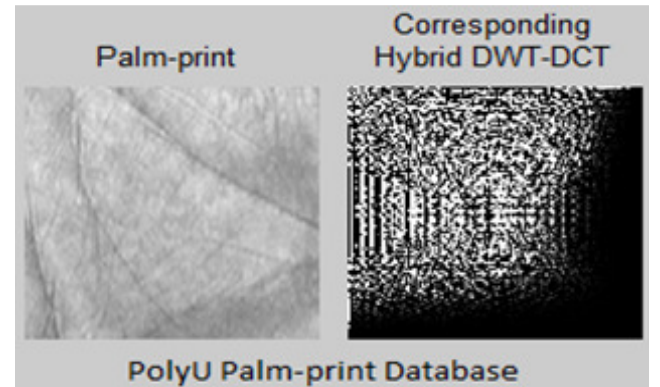 Palm-print
Corresponding
Hybrid DWT-DCT
PolyU Palm-print Database